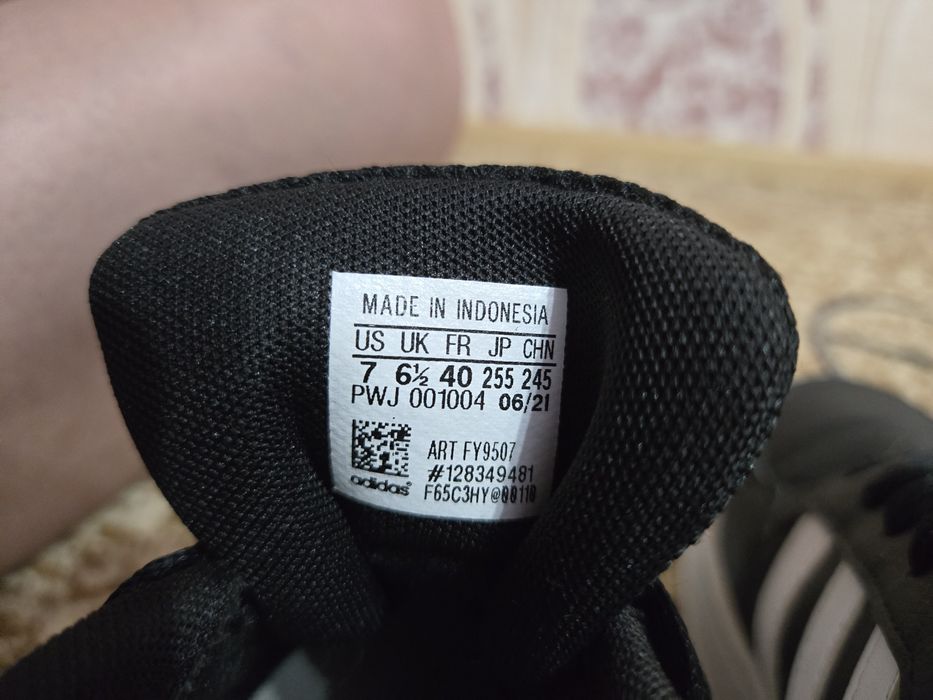 MADE IN INDONESIA
US UK FR JP CHN
7 6½ 40 255 245
PWJ 001004 06/21
ART FY9507
#128349481
adidas F65C3HY@00110